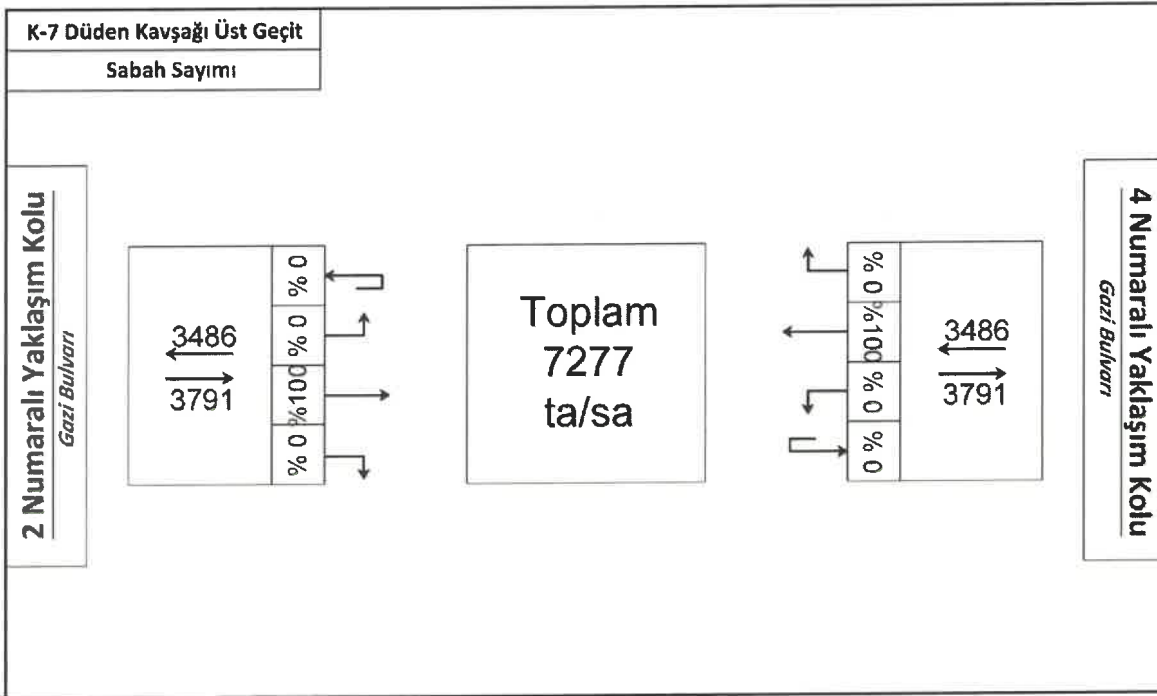 K-7 Düden Kavşağı Üst Geçit
Sabah Sayımı
2 Numaralı Yaklaşım Kolu
Gazi Bulvarı
3486
3791
% 0
% 0
%100
% 0
Toplam
7277
ta/sa
% 0
%100
% 0
% 0
3486
3791
4 Numaralı Yaklaşım Kolu
Gazi Bulvarı